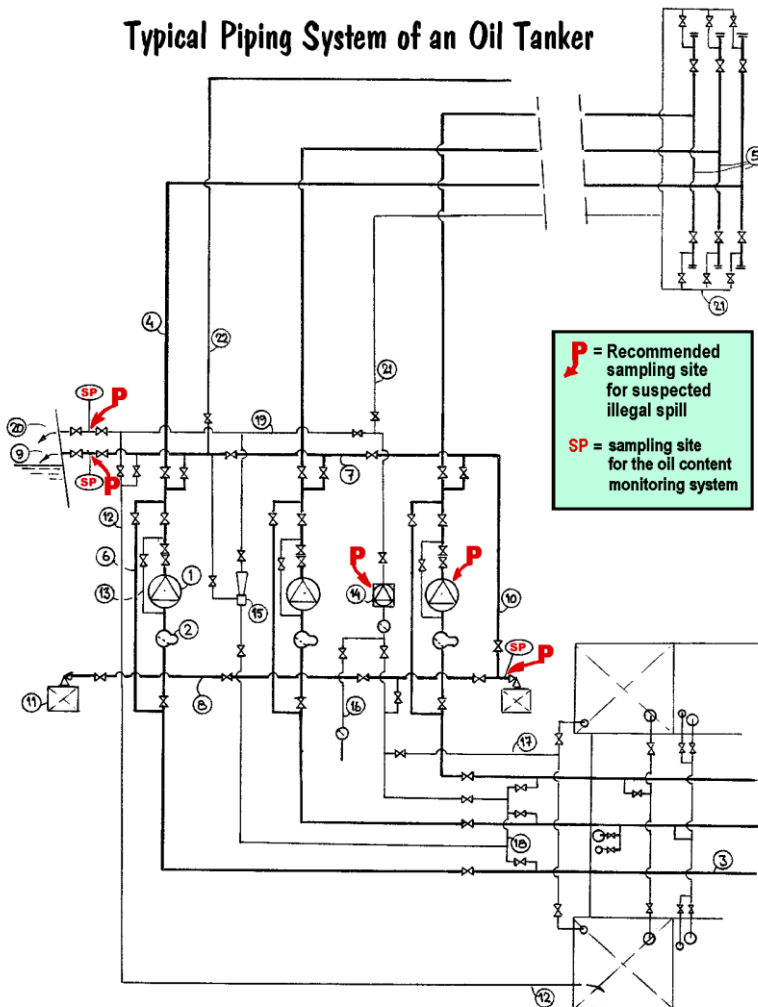 Typical Piping System of an Oil Tanker
5
21
4
22
P = Recommended
sampling site
for suspected
illegal spill
SP = sampling site
for the oil content
monitoring system
21
SP
P
20
19
9
7
SP
P
12
6
P
P
1
13
14
10
15
2
SP
P
11
8
16
17
18
3
12